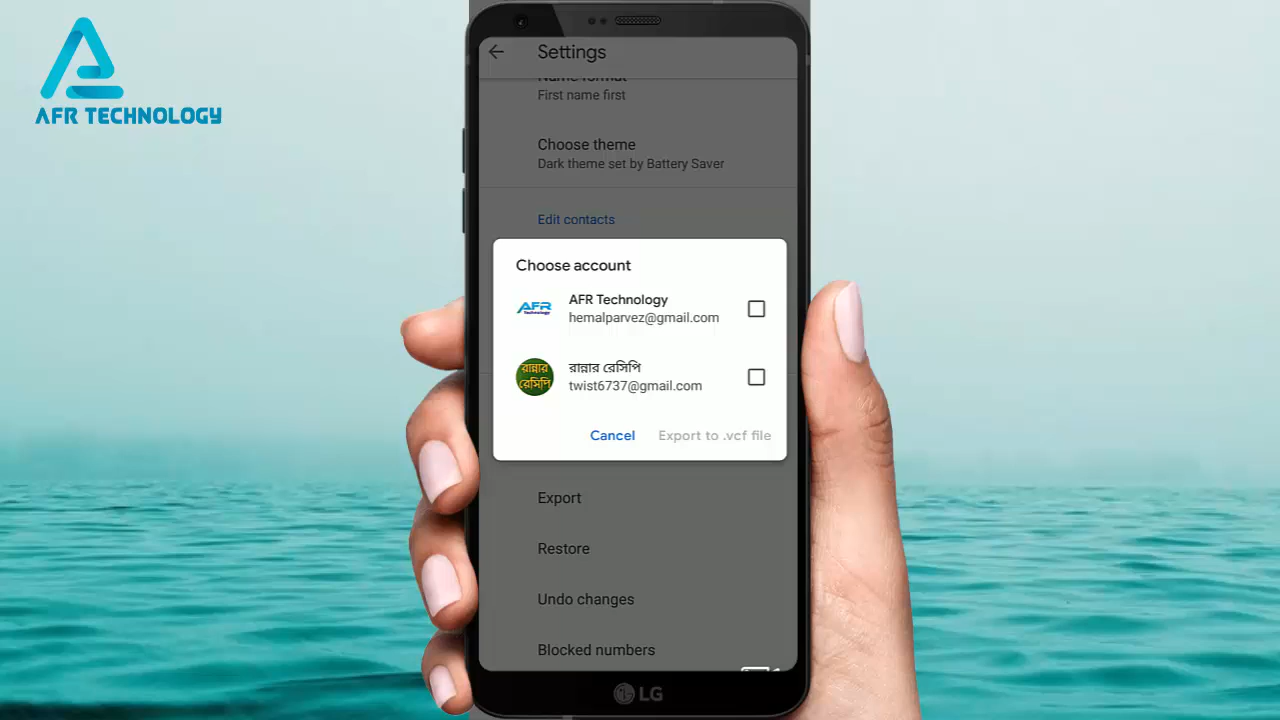 AFR TECHNOLOGY
Settings
Name format
First name first
Choose theme
Dark theme set by Battery Saver
Edit contacts
Choose account
AFR Technology
AFR
Technology
hemalparvez@gmail.com
রান্নার রেসিপি
রান্নার
রেসিপি
twist6737@gmail.com
Cancel
Export to .vcf file
Export
Restore
Undo changes
Blocked numbers
LG